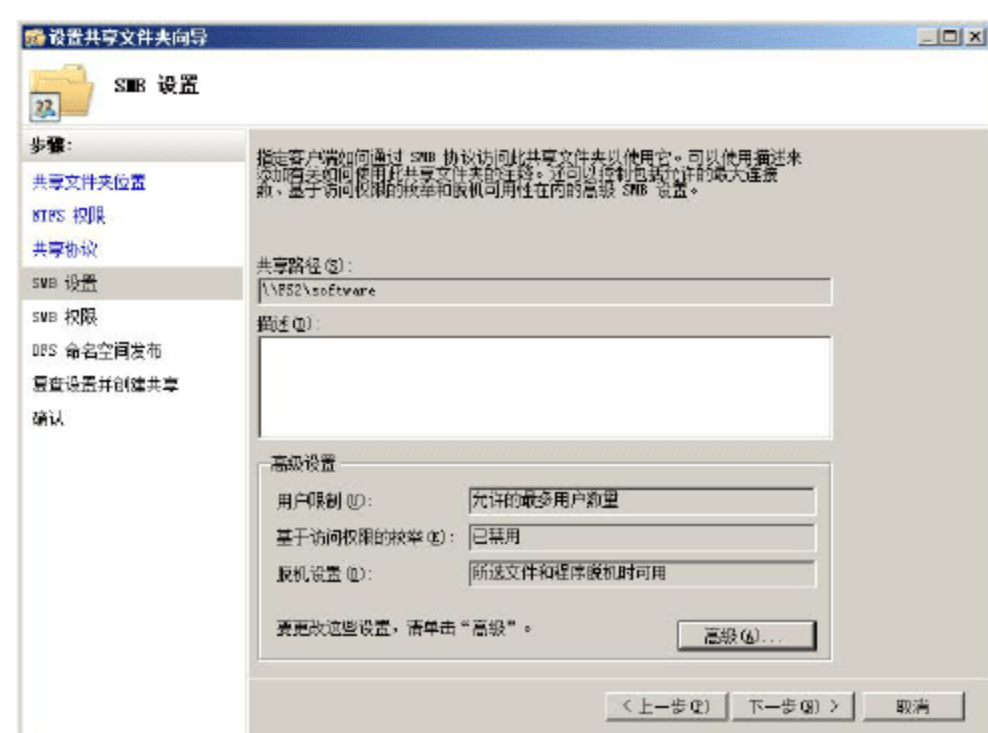 设置共享文件夹向导
SMB 设置
步骤:
共享文件夹位置
NTFS 权限
共享协议
SMB 设置
SMB 权限
DFS 命名空间发布
复查设置并创建共享
确认
指定客户端如何通过 SMB 协议访问此共享文件夹以使用它。可以使用描述来
添加有关如何使用此共享文件夹的注释。还可以控制包括允许的最大连接
数、基于访问权限的枚举和脱机可用性在内的高级 SMB 设置。
共享路径(S):
\\FS2\software
描述(D):
高级设置
用户限制(U): 允许的最多用户数量
基于访问权限的枚举(E): 已禁用
脱机设置(O): 所选文件和程序脱机时可用
要更改这些设置，请单击“高级”。
高级(A)...
<上一步(P) 下一步(N) > 取消